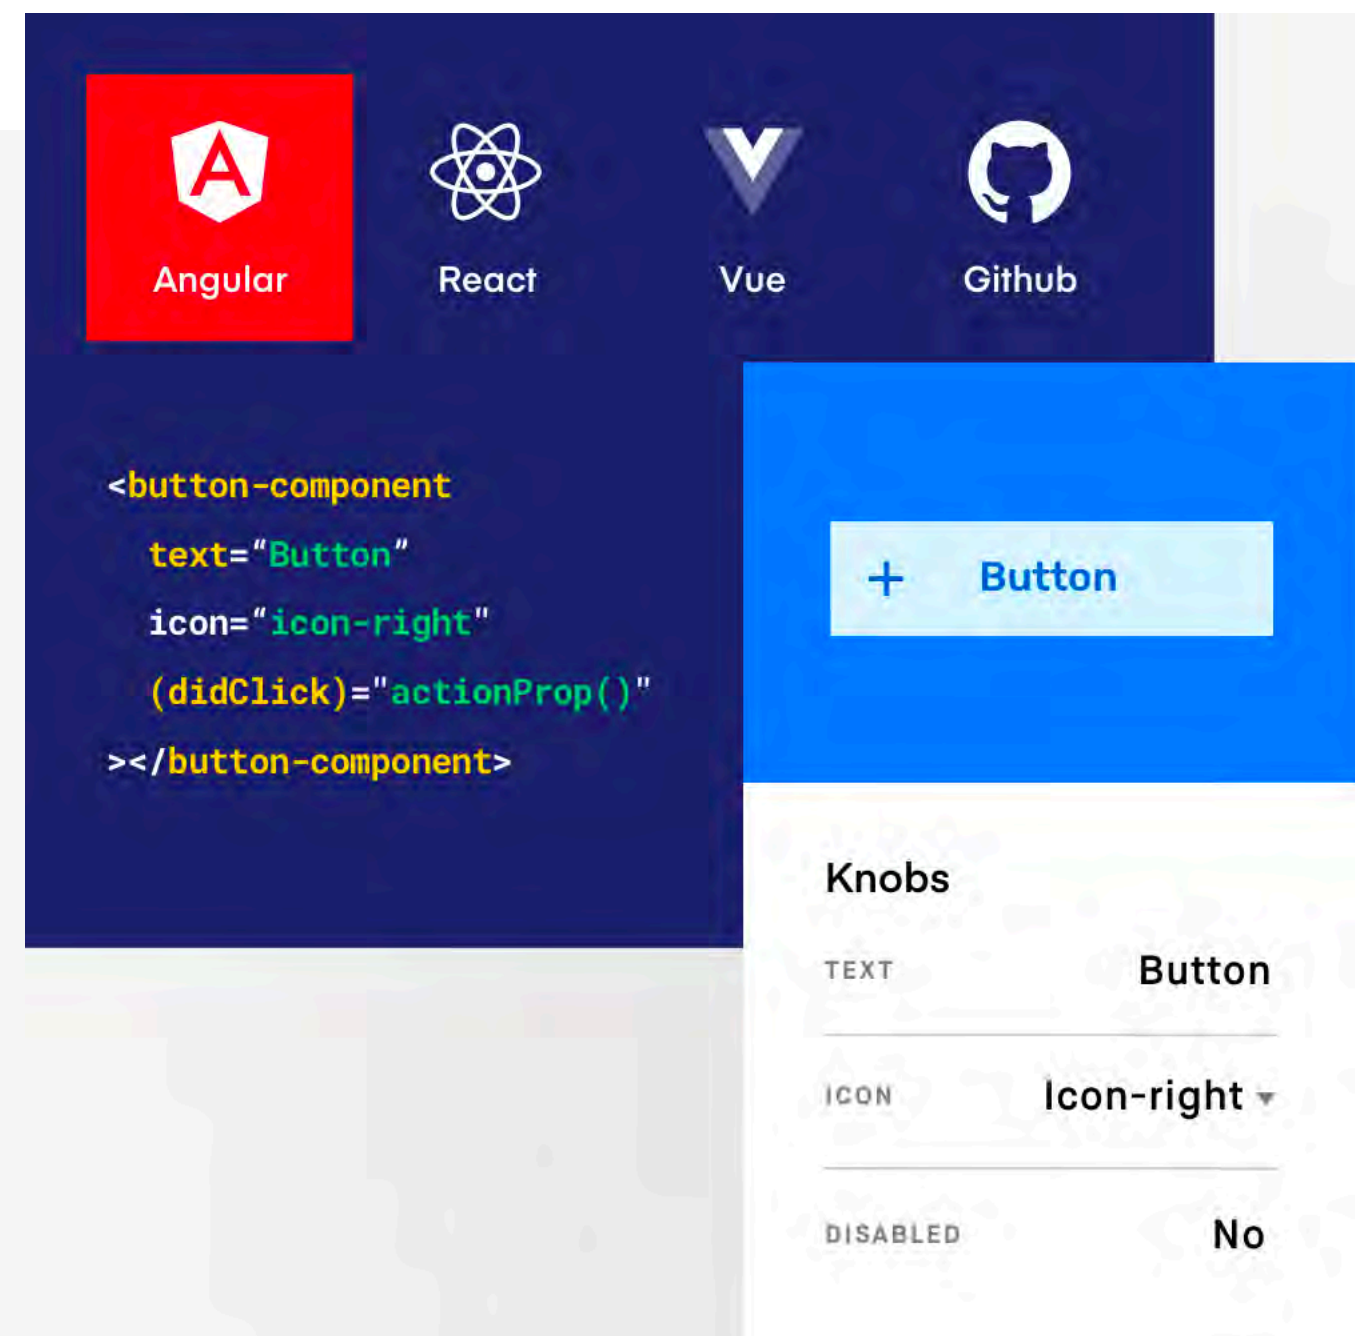 Angular
React
Vue
Github
<button-component
text=“Button”
icon=“icon-right"
(didClick)="actionProp()"
></button-component>
+ Button
Knobs
TEXT Button
ICON Icon-right
DISABLED No